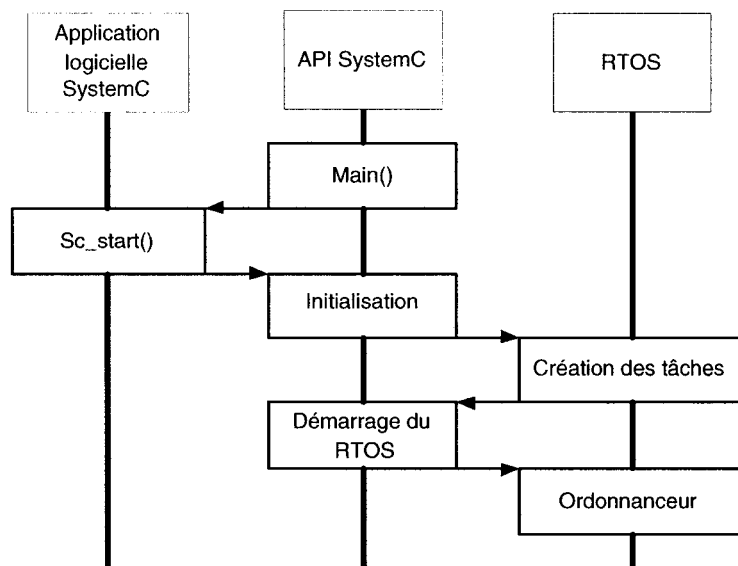 Application
logicielle
SystemC
API SystemC
RTOS
Main()
Sc_start()
Initialisation
Création des tâches
Démarrage du
RTOS
Ordonnanceur